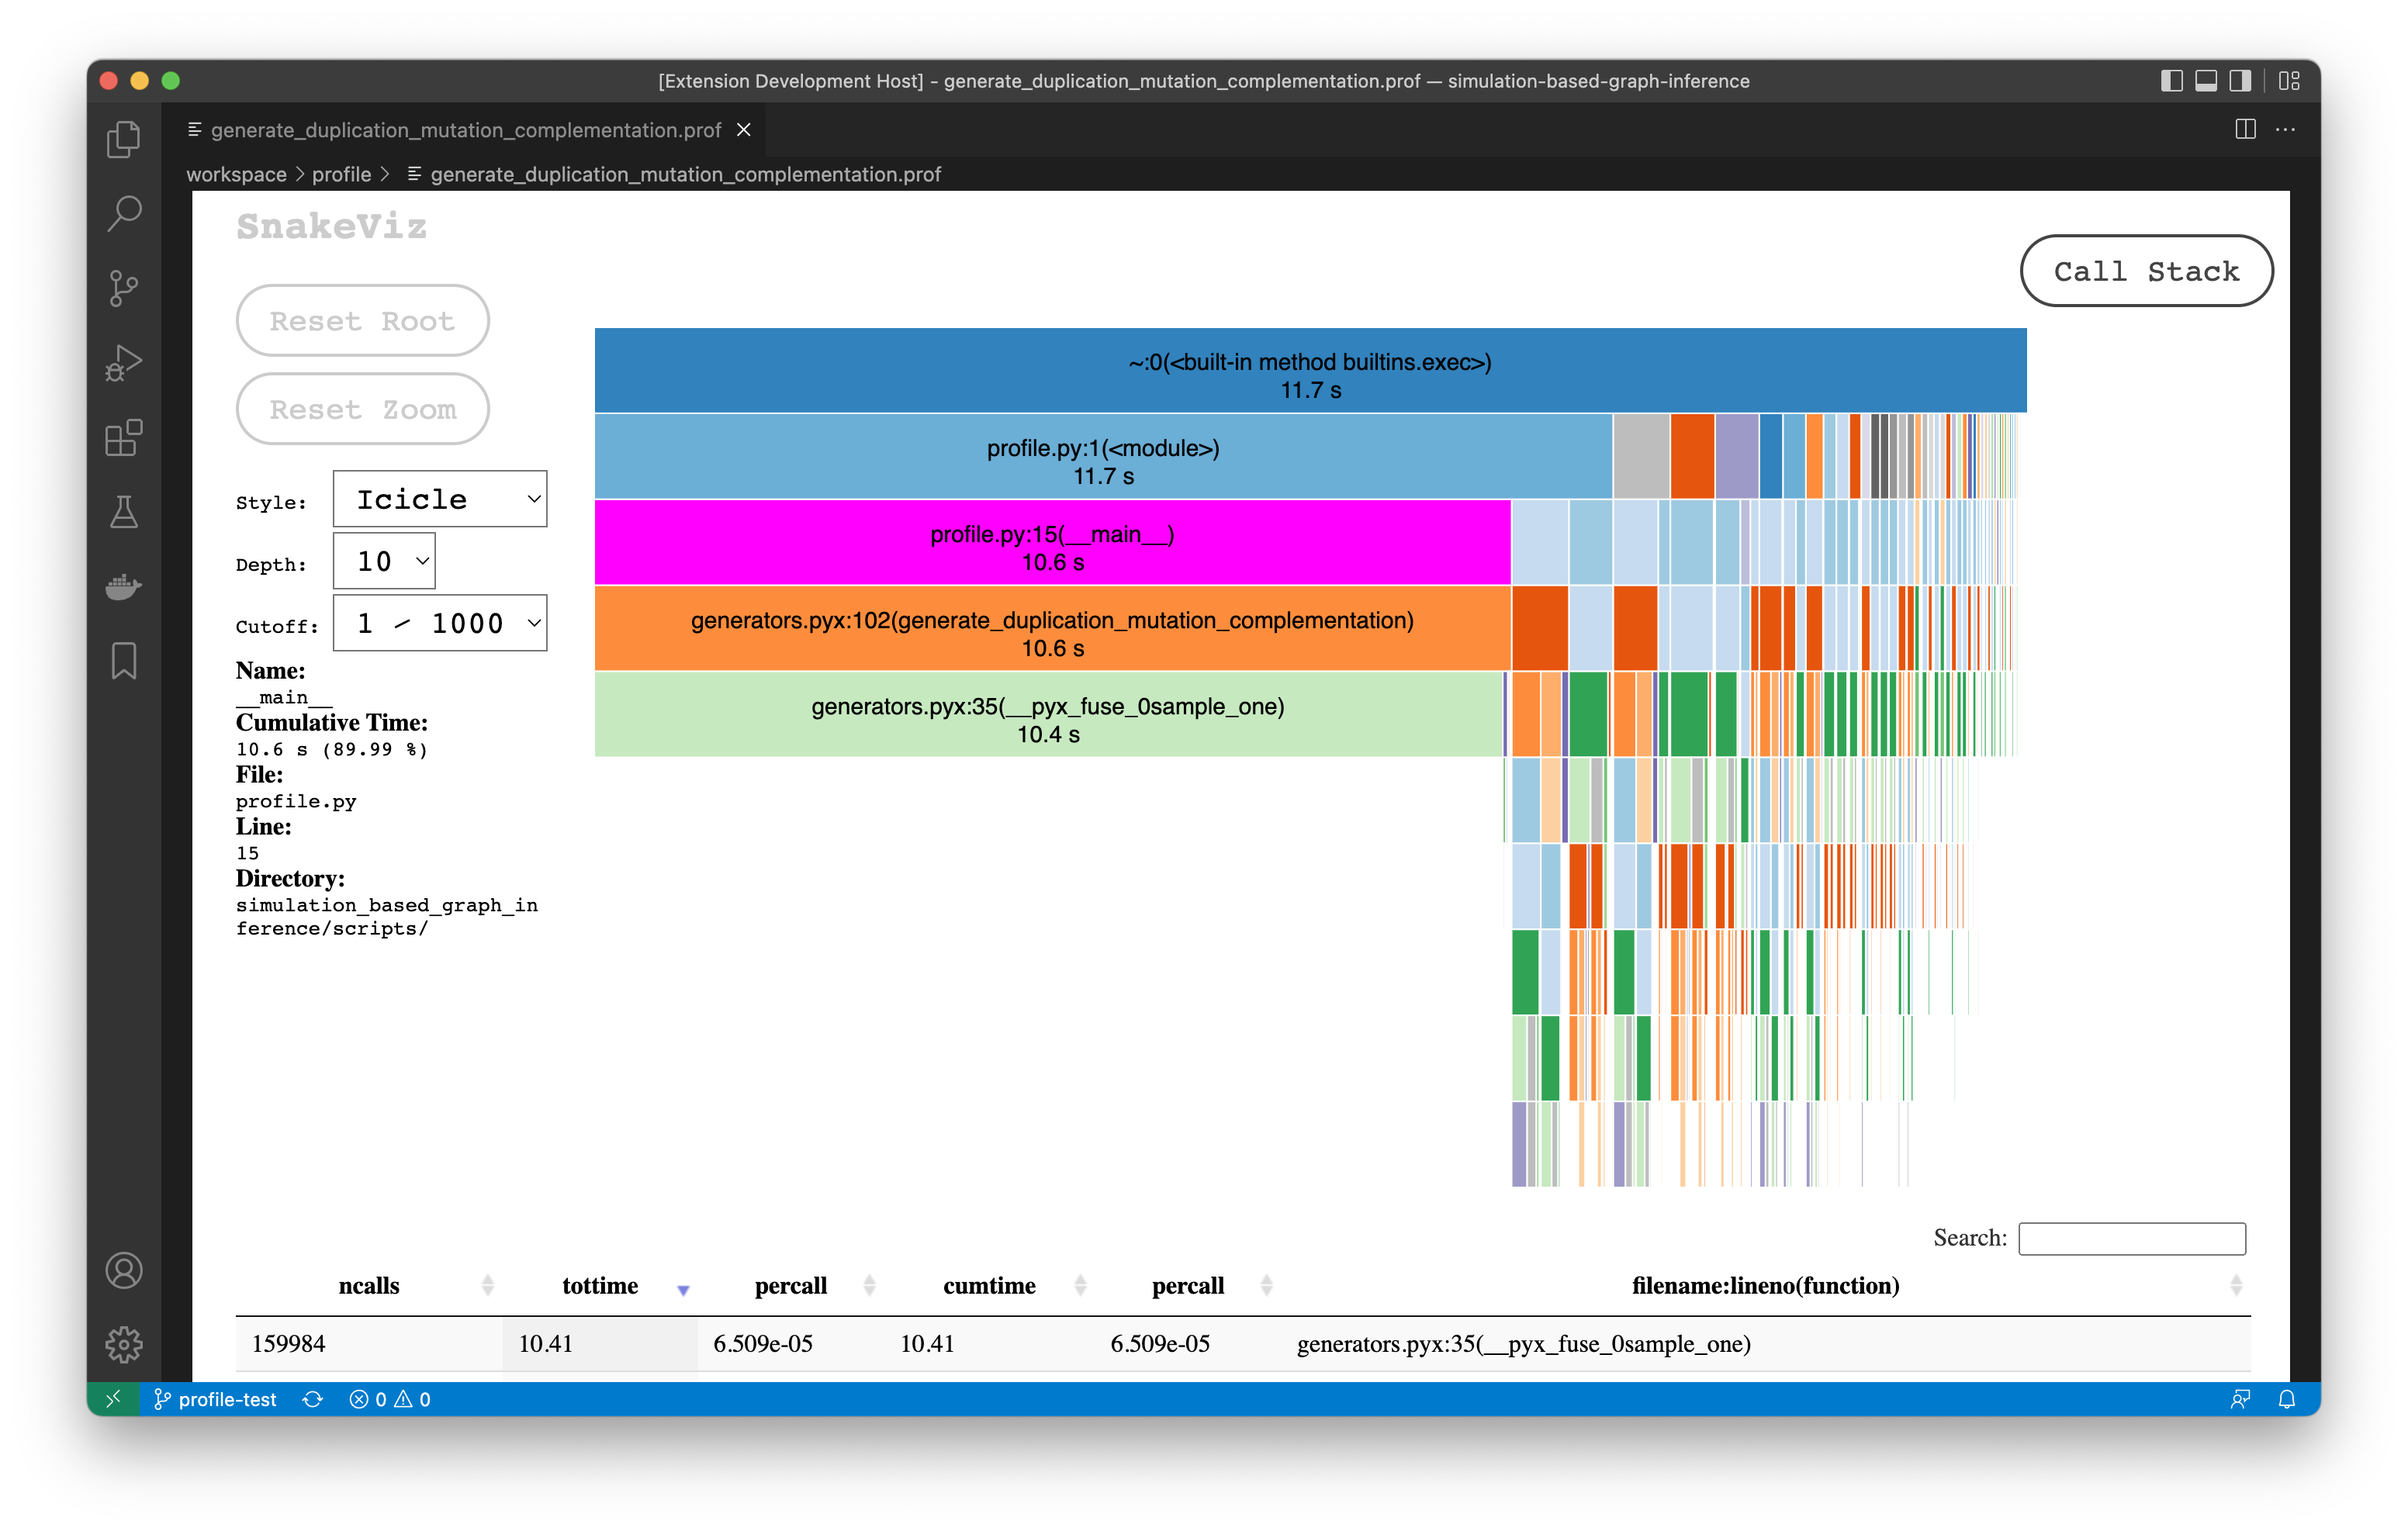 [Extension Development Host] - generate_duplication_mutation_complementation.prof — simulation-based-graph-inference
generate_duplication_mutation_complementation.prof
workspace > profile > generate_duplication_mutation_complementation.prof
SnakeViz
Call Stack
Reset Root
Reset Zoom
Style: Icicle
Depth: 10
Cutoff: 1 / 1000
Name:
__main__
Cumulative Time:
10.6 s (89.99 %)
File:
profile.py
Line:
15
Directory:
simulation_based_graph_in
ference/scripts/
~:0(<built-in method builtins.exec>)
11.7 s
profile.py:1(<module>)
11.7 s
profile.py:15(__main__)
10.6 s
generators.pyx:102(generate_duplication_mutation_complementation)
10.6 s
generators.pyx:35(__pyx_fuse_0sample_one)
10.4 s
Search:
ncalls tottime percall cumtime percall filename:lineno(function)
159984 10.41 6.509e-05 10.41 6.509e-05 generators.pyx:35(__pyx_fuse_0sample_one)
profile-test 0 0